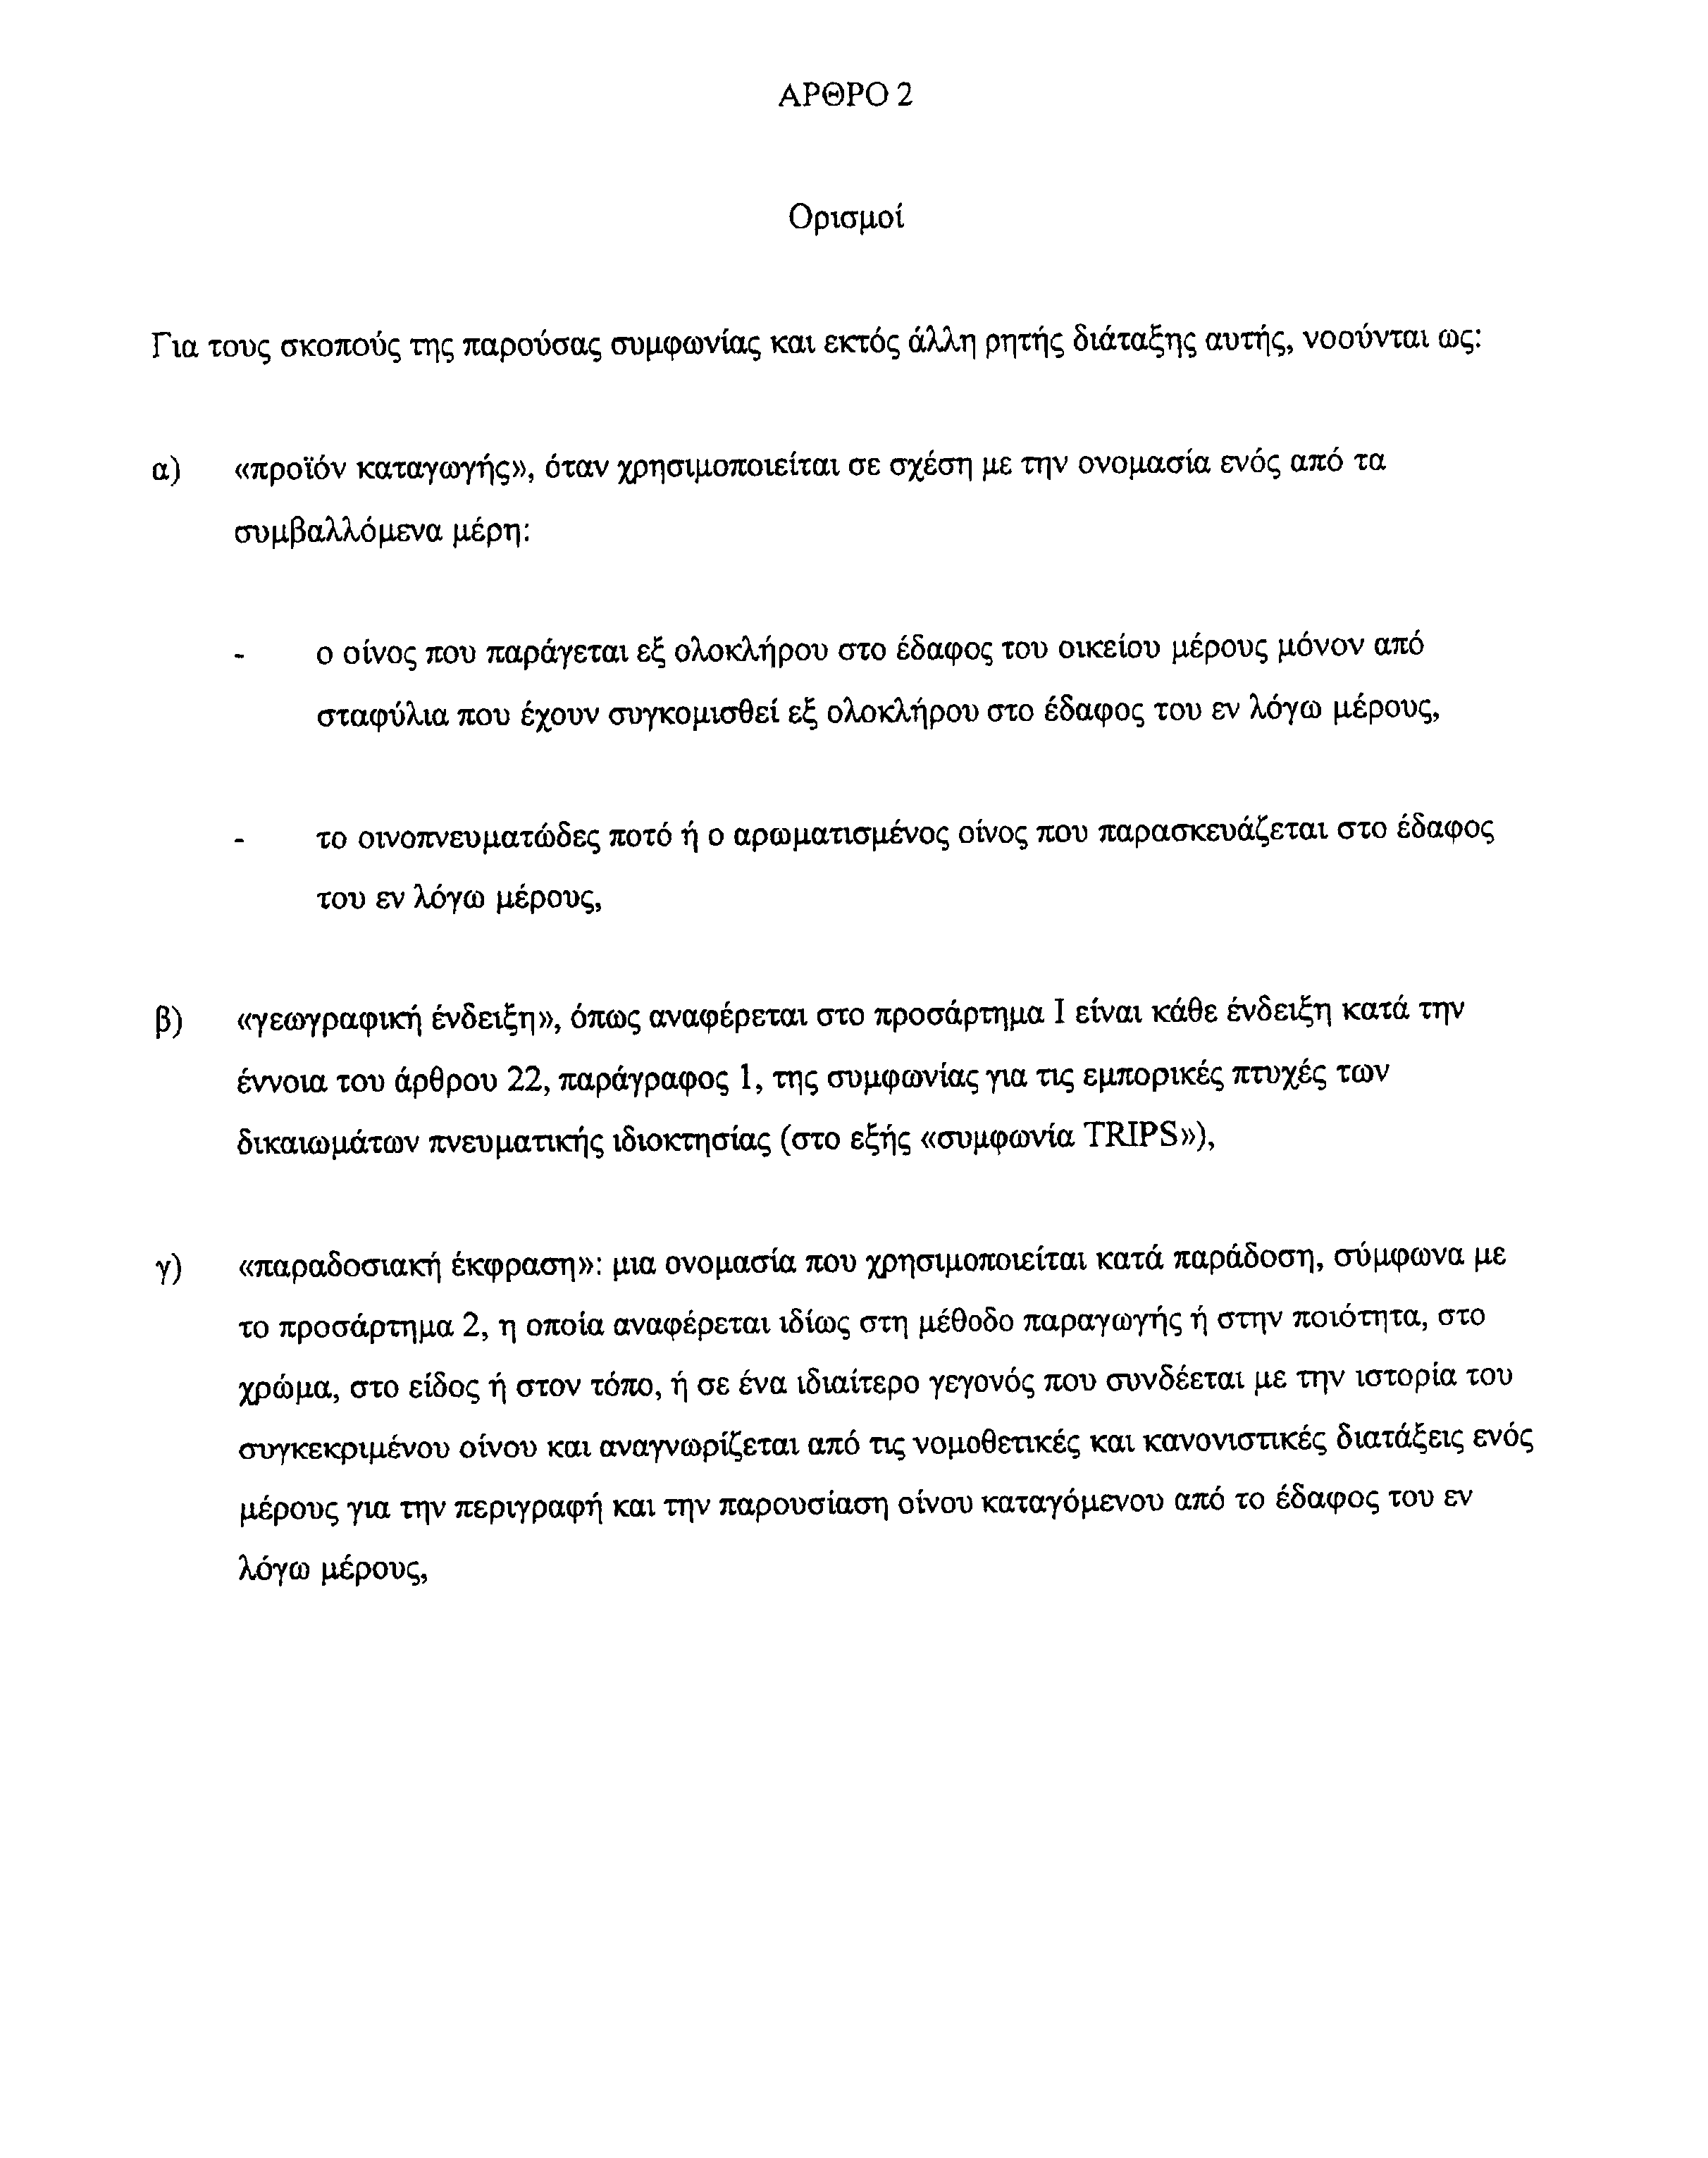 ΑΡΘΡΟ 2
Ορισμοί
Για τους σκοπούς της παρούσας συμφωνίας και εκτός άλλη ρητής διάταξης αυτής, νοούνται ως:
α) «προϊόν καταγωγής», όταν χρησιμοποιείται σε σχέση με την ονομασία ενός από τα
συμβαλλόμενα μέρη:
- ο οίνος που παράγεται εξ ολοκλήρου στο έδαφος του οικείου μέρους μόνον από
σταφύλια που έχουν συγκομισθεί εξ ολοκλήρου στο έδαφος του εν λόγω μέρους,
- το οινοπνευματώδες ποτό ή ο αρωματισμένος οίνος που παρασκευάζεται στο έδαφος
του εν λόγω μέρους,
β) «γεωγραφική ένδειξη», όπως αναφέρεται στο προσάρτημα Ι είναι κάθε ένδειξη κατά την
έννοια του άρθρου 22, παράγραφος 1, της συμφωνίας για τις εμπορικές πτυχές των
δικαιωμάτων πνευματικής ιδιοκτησίας (στο εξής «συμφωνία TRIPS»),
γ) «παραδοσιακή έκφραση»: μια ονομασία που χρησιμοποιείται κατά παράδοση, σύμφωνα με
το προσάρτημα 2, η οποία αναφέρεται ιδίως στη μέθοδο παραγωγής ή στην ποιότητα, στο
χρώμα, στο είδος ή στον τόπο, ή σε ένα ιδιαίτερο γεγονός που συνδέεται με την ιστορία του
συγκεκριμένου οίνου και αναγνωρίζεται από τις νομοθετικές και κανονιστικές διατάξεις ενός
μέρους για την περιγραφή και την παρουσίαση οίνου καταγόμενου από το έδαφος του εν
λόγω μέρους,